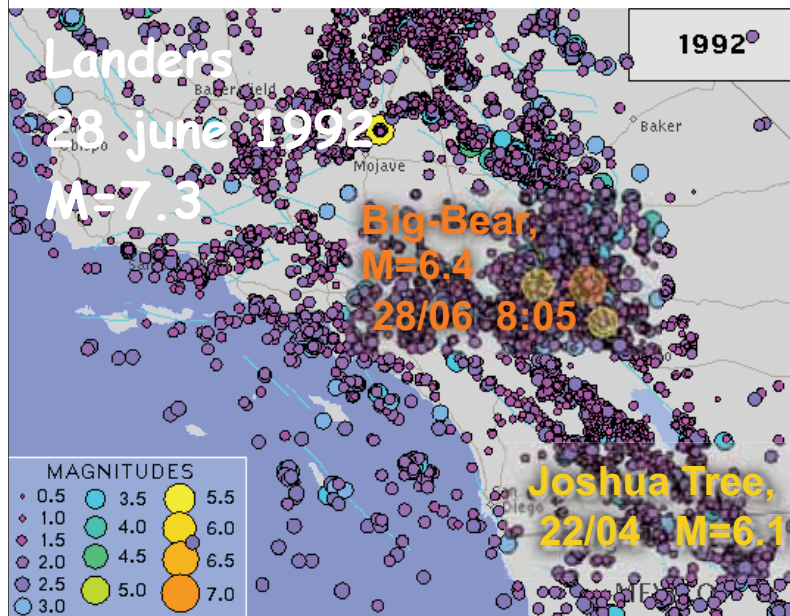 1992
Landers
28 june 1992
M=7.3
Baker
Mojave
Big-Bear,
M=6.4
28/06 8:05
Joshua Tree,
22/04 M=6.1
San
Diego
MAGNITUDES
0.5
1.0
1.5
2.0
2.5
3.0
3.5
4.0
4.5
5.0
5.5
6.0
6.5
7.0